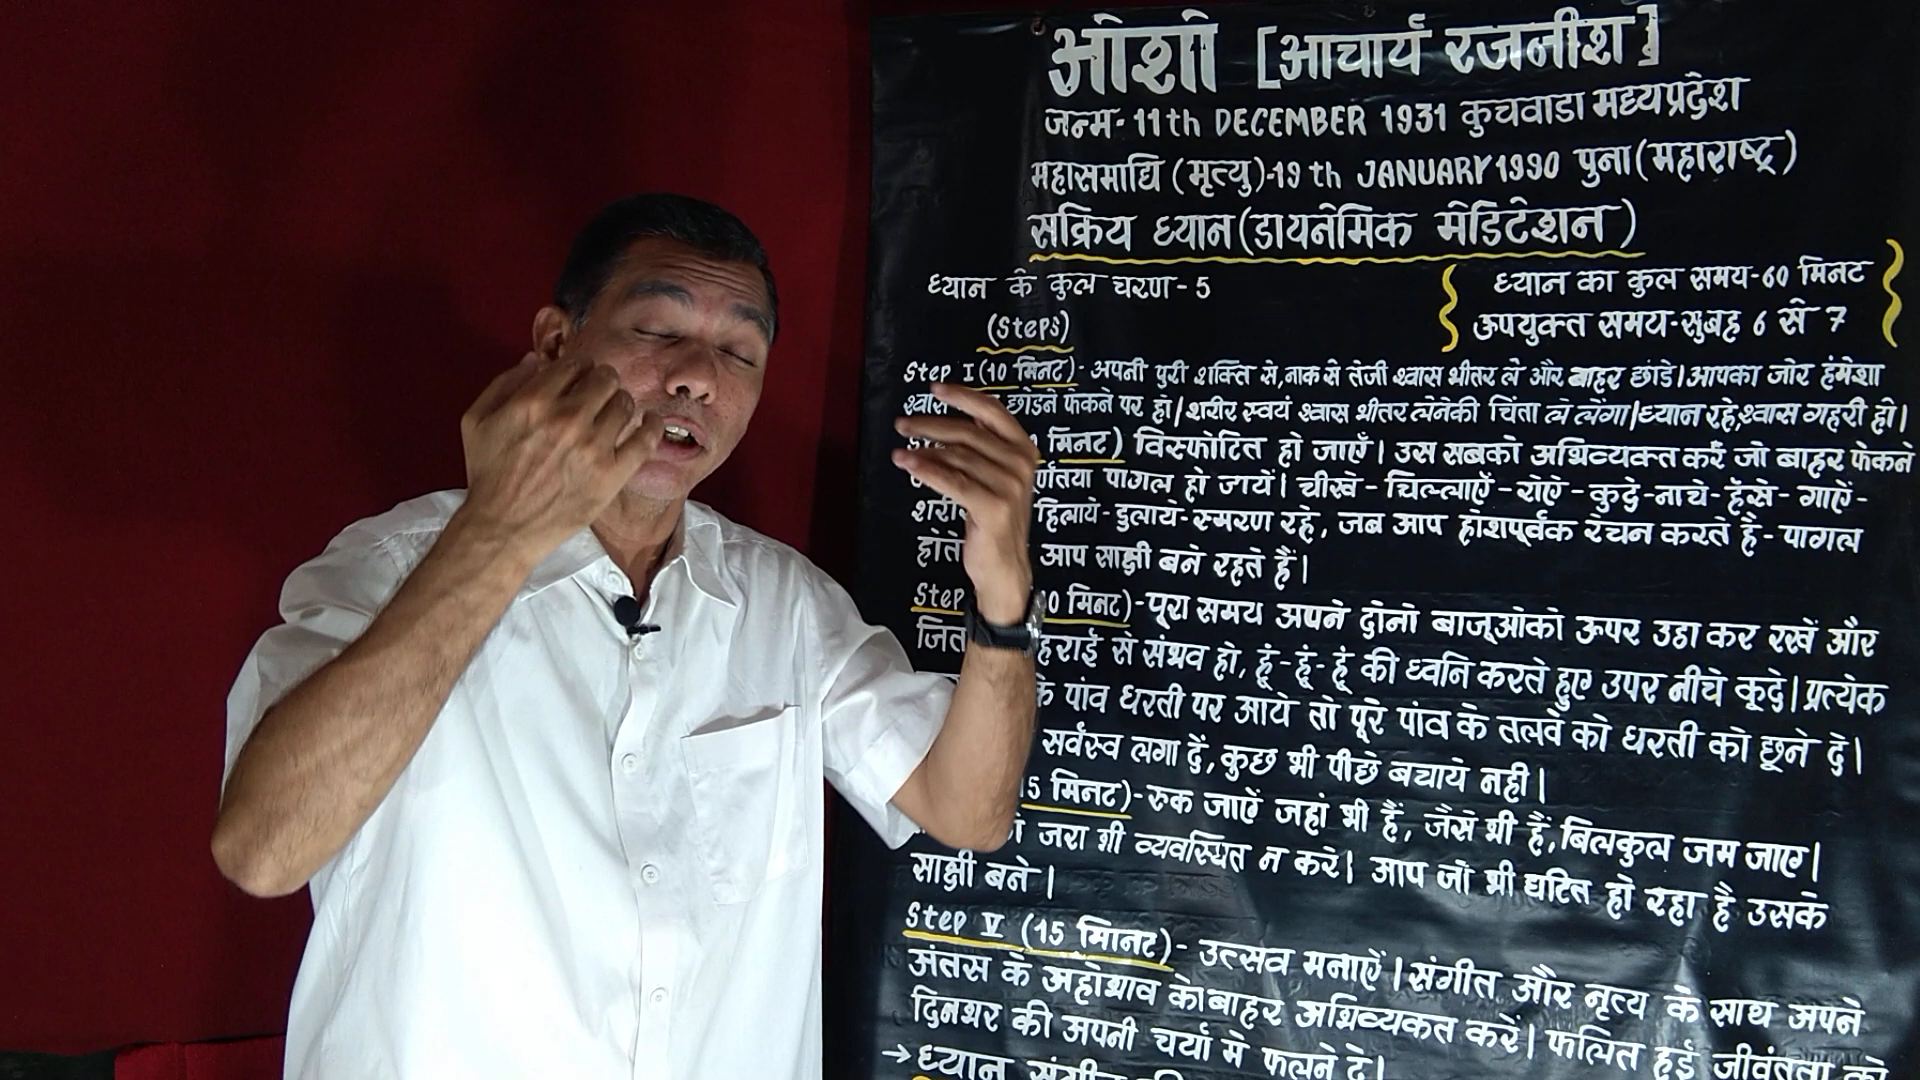 ओशो [आचार्य रजनीश]
जन्म- 11th DECEMBER 1931 कुचवाडा मध्यप्रदेश
महासमाधि (मृत्यु)-19th JANUARY 1990 पुना (महाराष्ट्र)
सक्रिय ध्यान (डायनेमिक मेडिटेशन)
ध्यान के कुल चरण-5
(Steps)
ध्यान का कुल समय-60 मिनट
उपयुक्त समय-सुबह 6 से 7
Step I (10 मिनट)- अपनी पुरी शक्ति से, नाक से तेजी श्वास भीतर ले और बाहर छोडे। आपका जोर हंमेशा
श्वास छोडने फेकने पर हो। शरीर स्वयं श्वास भीतर लेनेकी चिंता ले लेंगा। ध्यान रहे, श्वास गहरी हो।
मिनट) विस्फोटित हो जाएँ। उस सबको अभिव्यक्त करें जो बाहर फेकने
पागल हो जायें। चीखे - चिल्लाऐं - रोऐं - कुदे-नाचे-हँसे- गाऐं-
हिलाये-डुलाये-स्मरण रहे, जब आप होशपूर्वक रेचन करते है- पागल
होते आप साक्षी बने रहते हैं।
Step 10 मिनट)-पूरा समय अपने दोनो बाजूओको ऊपर उठा कर रखें और
से संभव हो, हूं-हूं-हूं की ध्वनि करते हुए उपर नीचे कूदे। प्रत्येक
पांव धरती पर आये तो पूरे पांव के तलवे को धरती को छूने दे।
सर्वस्व लगा दें, कुछ भी पीछे बचाये नही।
5 मिनट)-रुक जाऐं जहां भी हैं, जैसे भी हैं, बिलकुल जम जाए।
जरा भी व्यवस्थित न करे। आप जो भी घटित हो रहा है उसके
साक्षी बने।
Step V (15 मिनट)- उत्सव मनाऐं। संगीत और नृत्य के साथ अपने
अंतस के अहोभाव को बाहर अभिव्यकत करें। फलित हुई जीवंतता को
दिनभर की अपनी चर्या मे फलने दे।
→ ध्यान संगीत